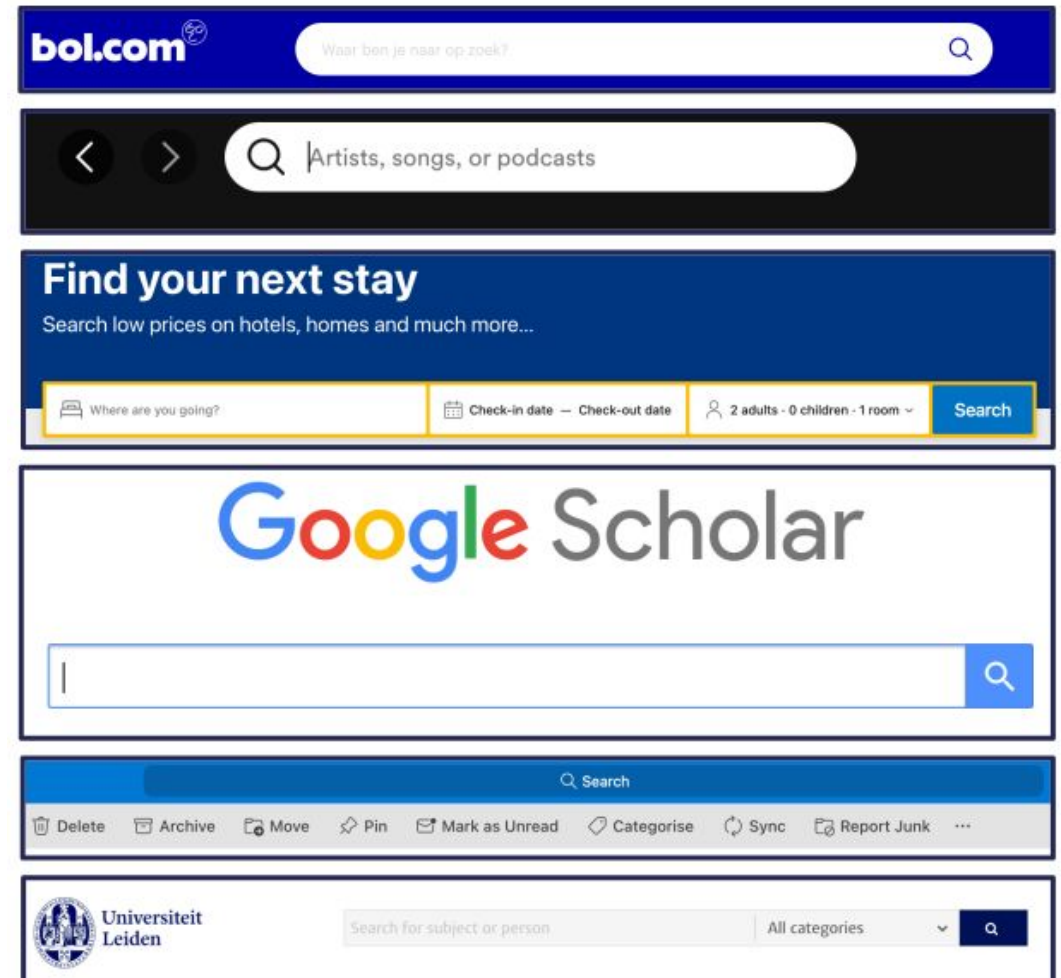 bol.com
Waar ben je naar op zoek?
Artists, songs, or podcasts
Find your next stay
Search low prices on hotels, homes and much more...
Where are you going? Check-in date — Check-out date 2 adults · 0 children · 1 room Search
Google Scholar
Search
Delete Archive Move Pin Mark as Unread Categorise Sync Report Junk ...
Universiteit
Leiden
Search for subject or person All categories